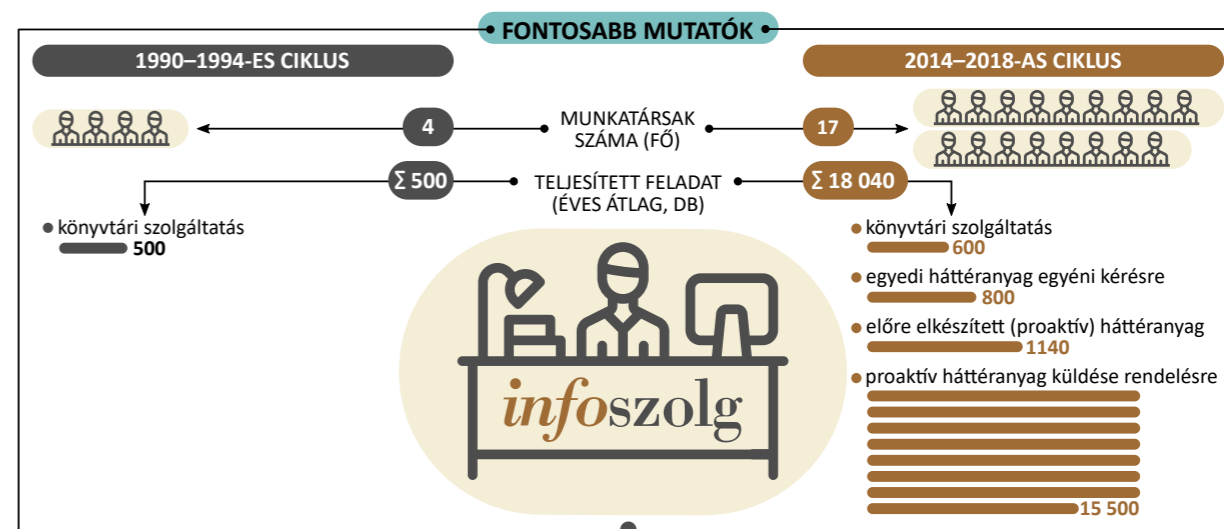 FONTOSABB MUTATÓK
1990–1994-ES CIKLUS
2014–2018-AS CIKLUS
4
MUNKATÁRSAK
SZÁMA (FŐ)
17
∑ 500
TELJESÍTETT FELADAT
(ÉVES ÁTLAG, DB)
∑ 18 040
könyvtári szolgáltatás
500
könyvtári szolgáltatás
600
egyedi háttéranyag egyéni kérésre
800
előre elkészített (proaktív) háttéranyag
1140
proaktív háttéranyag küldése rendelésre
15 500
infoszolg